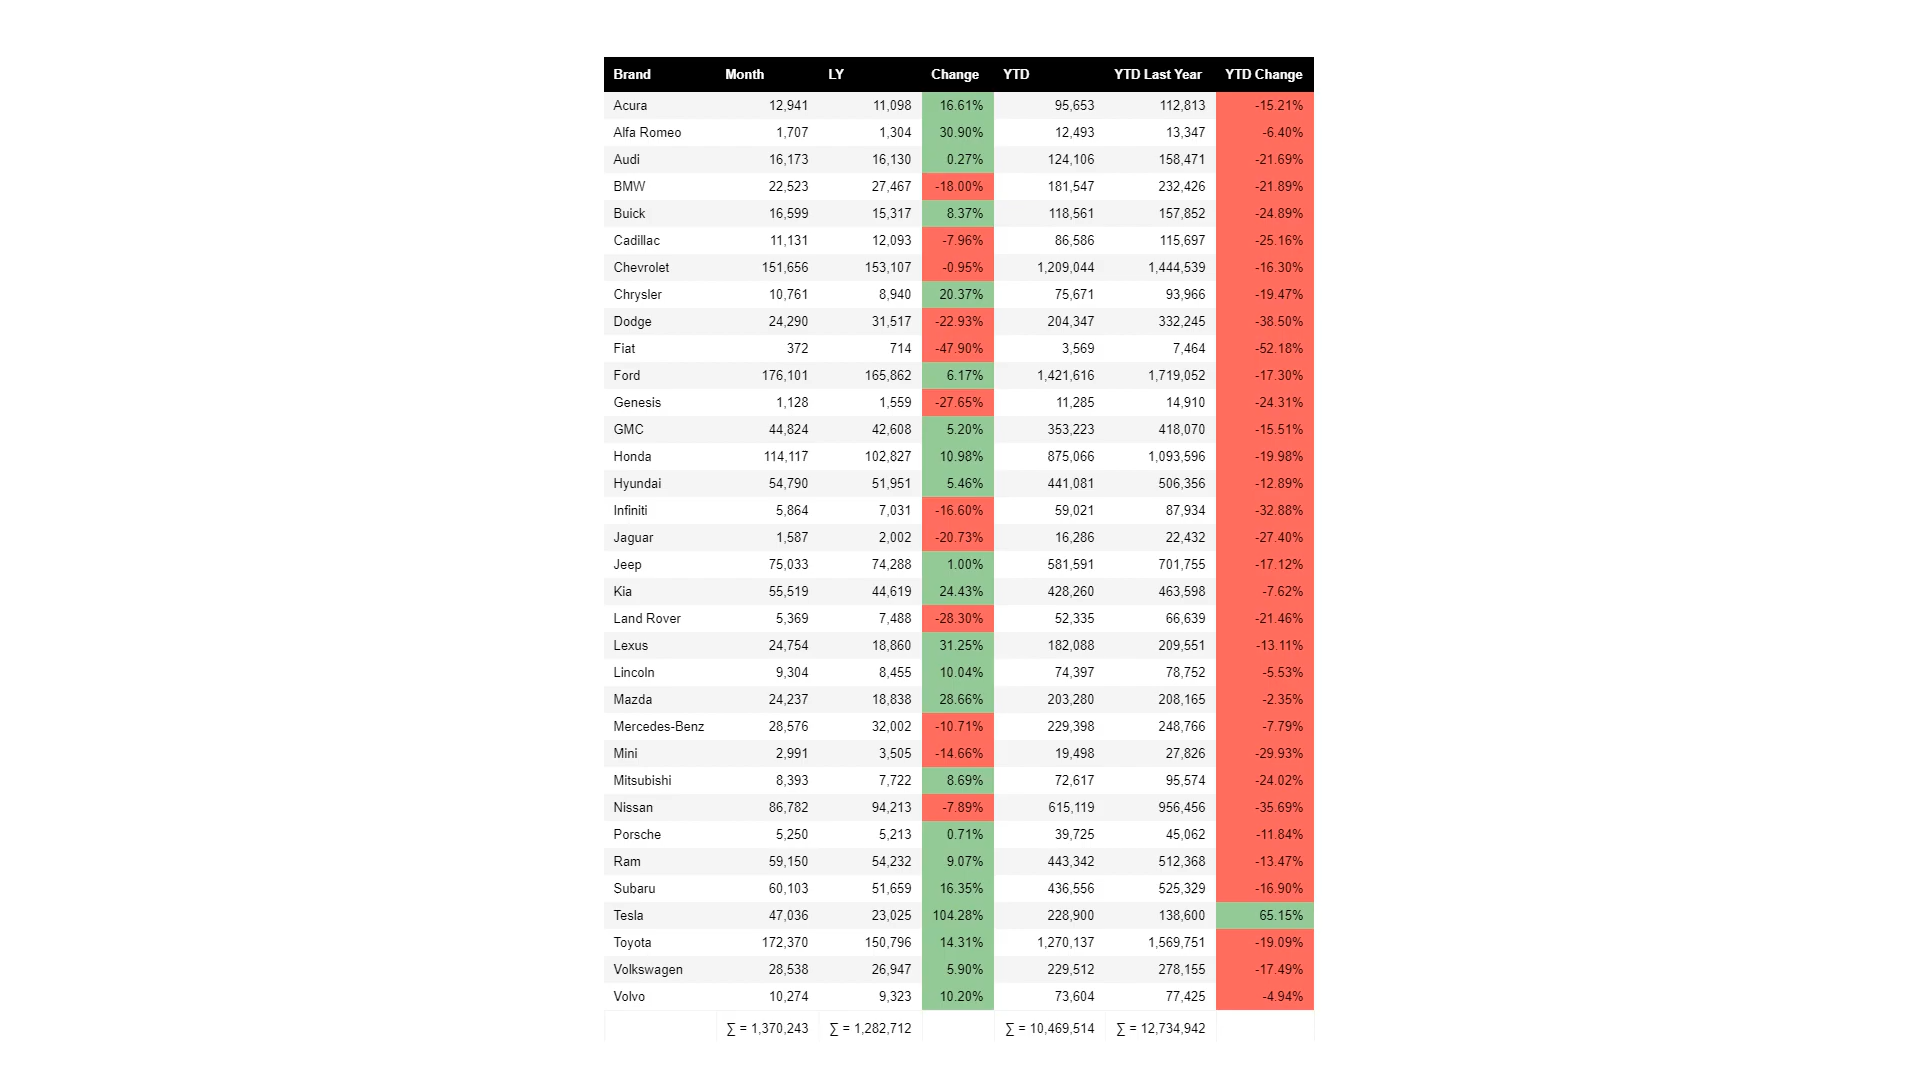 Brand Month LY Change YTD YTD Last Year YTD Change
Acura 12,941 11,098 16.61% 95,653 112,813 -15.21%
Alfa Romeo 1,707 1,304 30.90% 12,493 13,347 -6.40%
Audi 16,173 16,130 0.27% 124,106 158,471 -21.69%
BMW 22,523 27,467 -18.00% 181,547 232,426 -21.89%
Buick 16,599 15,317 8.37% 118,561 157,852 -24.89%
Cadillac 11,131 12,093 -7.96% 86,586 115,697 -25.16%
Chevrolet 151,656 153,107 -0.95% 1,209,044 1,444,539 -16.30%
Chrysler 10,761 8,940 20.37% 75,671 93,966 -19.47%
Dodge 24,290 31,517 -22.93% 204,347 332,245 -38.50%
Fiat 372 714 -47.90% 3,569 7,464 -52.18%
Ford 176,101 165,862 6.17% 1,421,616 1,719,052 -17.30%
Genesis 1,128 1,559 -27.65% 11,285 14,910 -24.31%
GMC 44,824 42,608 5.20% 353,223 418,070 -15.51%
Honda 114,117 102,827 10.98% 875,066 1,093,596 -19.98%
Hyundai 54,790 51,951 5.46% 441,081 506,356 -12.89%
Infiniti 5,864 7,031 -16.60% 59,021 87,934 -32.88%
Jaguar 1,587 2,002 -20.73% 16,286 22,432 -27.40%
Jeep 75,033 74,288 1.00% 581,591 701,755 -17.12%
Kia 55,519 44,619 24.43% 428,260 463,598 -7.62%
Land Rover 5,369 7,488 -28.30% 52,335 66,639 -21.46%
Lexus 24,754 18,860 31.25% 182,088 209,551 -13.11%
Lincoln 9,304 8,455 10.04% 74,397 78,752 -5.53%
Mazda 24,237 18,838 28.66% 203,280 208,165 -2.35%
Mercedes-Benz 28,576 32,002 -10.71% 229,398 248,766 -7.79%
Mini 2,991 3,505 -14.66% 19,498 27,826 -29.93%
Mitsubishi 8,393 7,722 8.69% 72,617 95,574 -24.02%
Nissan 86,782 94,213 -7.89% 615,119 956,456 -35.69%
Porsche 5,250 5,213 0.71% 39,725 45,062 -11.84%
Ram 59,150 54,232 9.07% 443,342 512,368 -13.47%
Subaru 60,103 51,659 16.35% 436,556 525,329 -16.90%
Tesla 47,036 23,025 104.28% 228,900 138,600 65.15%
Toyota 172,370 150,796 14.31% 1,270,137 1,569,751 -19.09%
Volkswagen 28,538 26,947 5.90% 229,512 278,155 -17.49%
Volvo 10,274 9,323 10.20% 73,604 77,425 -4.94%
∑ = 1,370,243 ∑ = 1,282,712 ∑ = 10,469,514 ∑ = 12,734,942